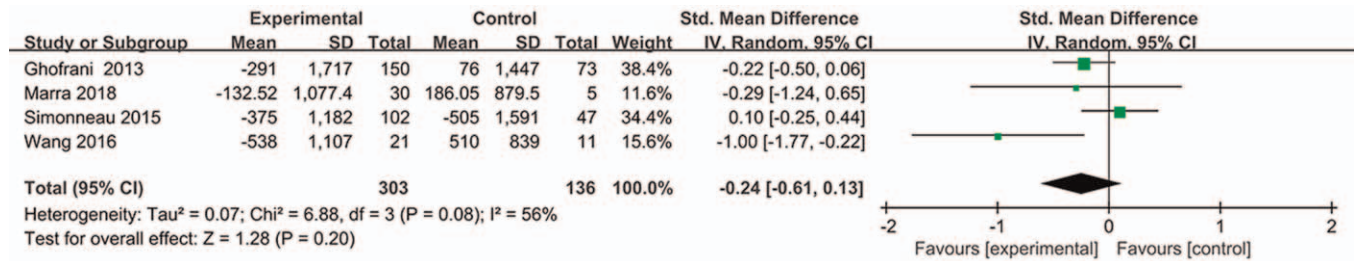 Experimental Control Std. Mean Difference Std. Mean Difference
Study or Subgroup Mean SD Total Mean SD Total Weight IV, Random, 95% CI IV, Random, 95% CI
Ghofrani 2013 -291 1,717 150 76 1,447 73 38.4% -0.22 [-0.50, 0.06]
Marra 2018 -132.52 1,077.4 30 186.05 879.5 5 11.6% -0.29 [-1.24, 0.65]
Simonneau 2015 -375 1,182 102 -505 1,591 47 34.4% 0.10 [-0.25, 0.44]
Wang 2016 -538 1,107 21 510 839 11 15.6% -1.00 [-1.77, -0.22]
Total (95% CI) 303 136 100.0% -0.24 [-0.61, 0.13]
Heterogeneity: Tau² = 0.07; Chi² = 6.88, df = 3 (P = 0.08); I² = 56%
Test for overall effect: Z = 1.28 (P = 0.20)
-2 -1 0 1 2
Favours [experimental] Favours [control]